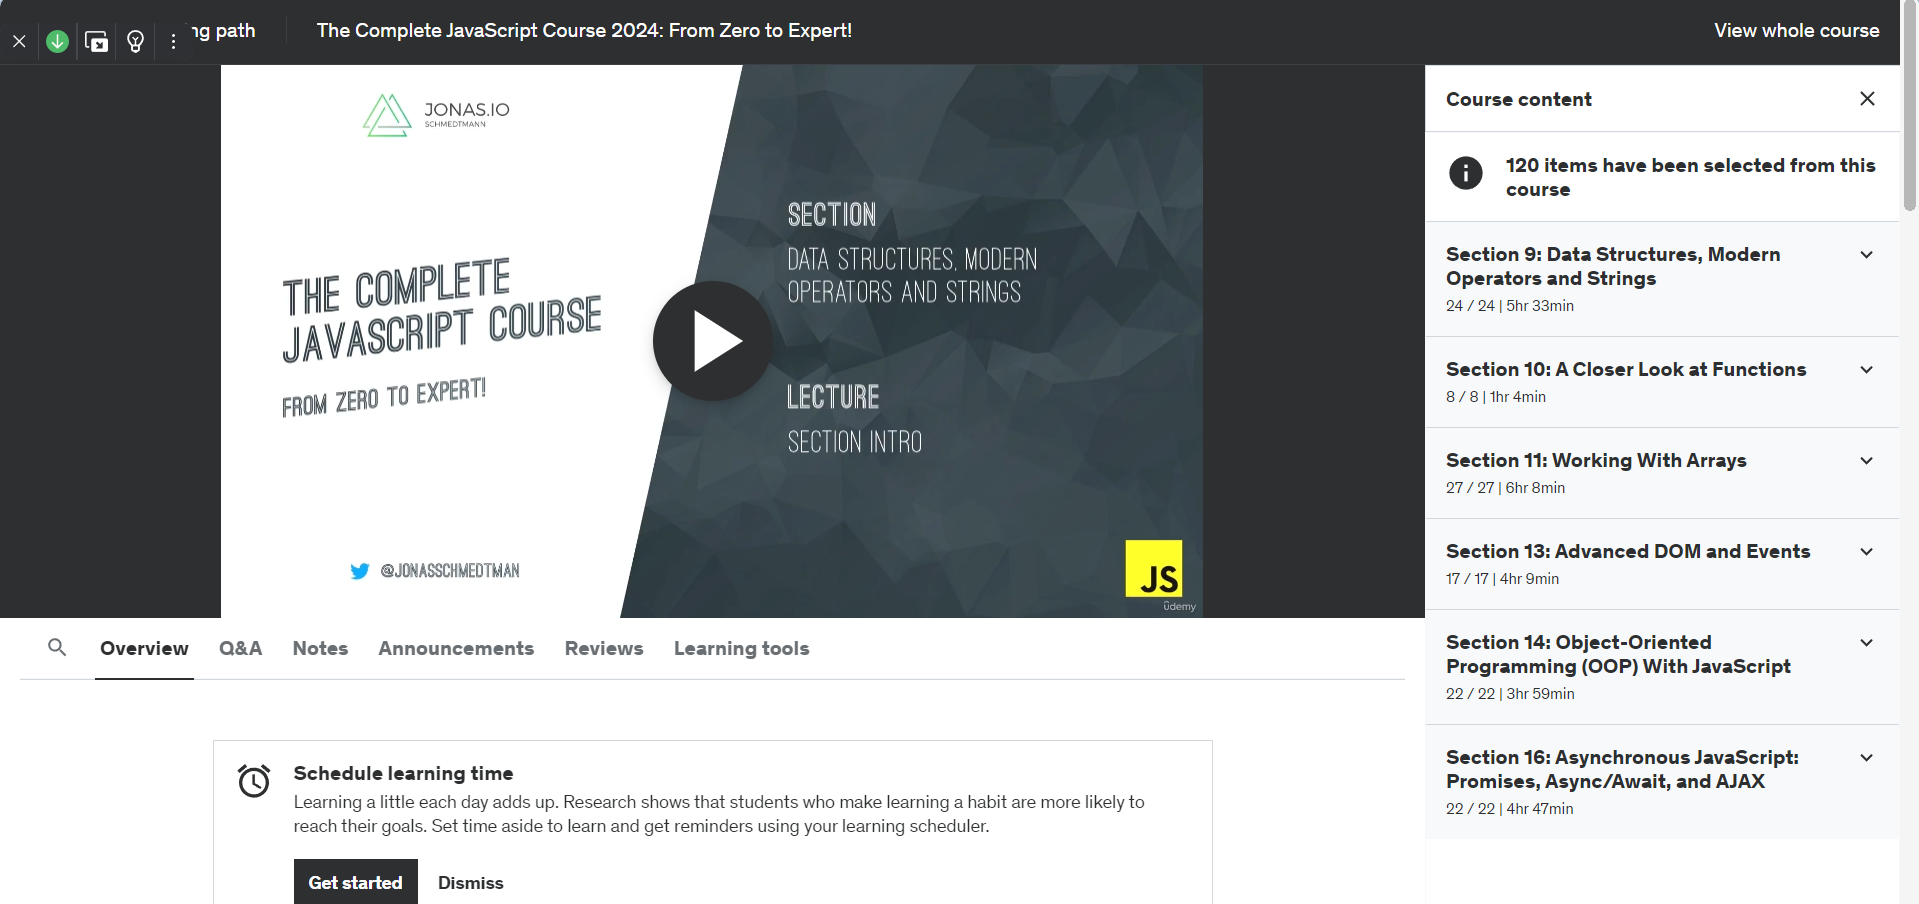 ng path
The Complete JavaScript Course 2024: From Zero to Expert!
View whole course
JONAS.IO
SCHMEDTMANN
THE COMPLETE
JAVASCRIPT COURSE
FROM ZERO TO EXPERT!
@JONASSCHMEDTMAN
SECTION
DATA STRUCTURES, MODERN
OPERATORS AND STRINGS
LECTURE
SECTION INTRO
JS
ûdemy
Course content
120 items have been selected from this
course
Section 9: Data Structures, Modern
Operators and Strings
24 / 24 | 5hr 33min
Section 10: A Closer Look at Functions
8 / 8 | 1hr 4min
Section 11: Working With Arrays
27 / 27 | 6hr 8min
Section 13: Advanced DOM and Events
17 / 17 | 4hr 9min
Section 14: Object-Oriented
Programming (OOP) With JavaScript
22 / 22 | 3hr 59min
Section 16: Asynchronous JavaScript:
Promises, Async/Await, and AJAX
22 / 22 | 4hr 47min
Overview Q&A Notes Announcements Reviews Learning tools
Schedule learning time
Learning a little each day adds up. Research shows that students who make learning a habit are more likely to
reach their goals. Set time aside to learn and get reminders using your learning scheduler.
Get started Dismiss